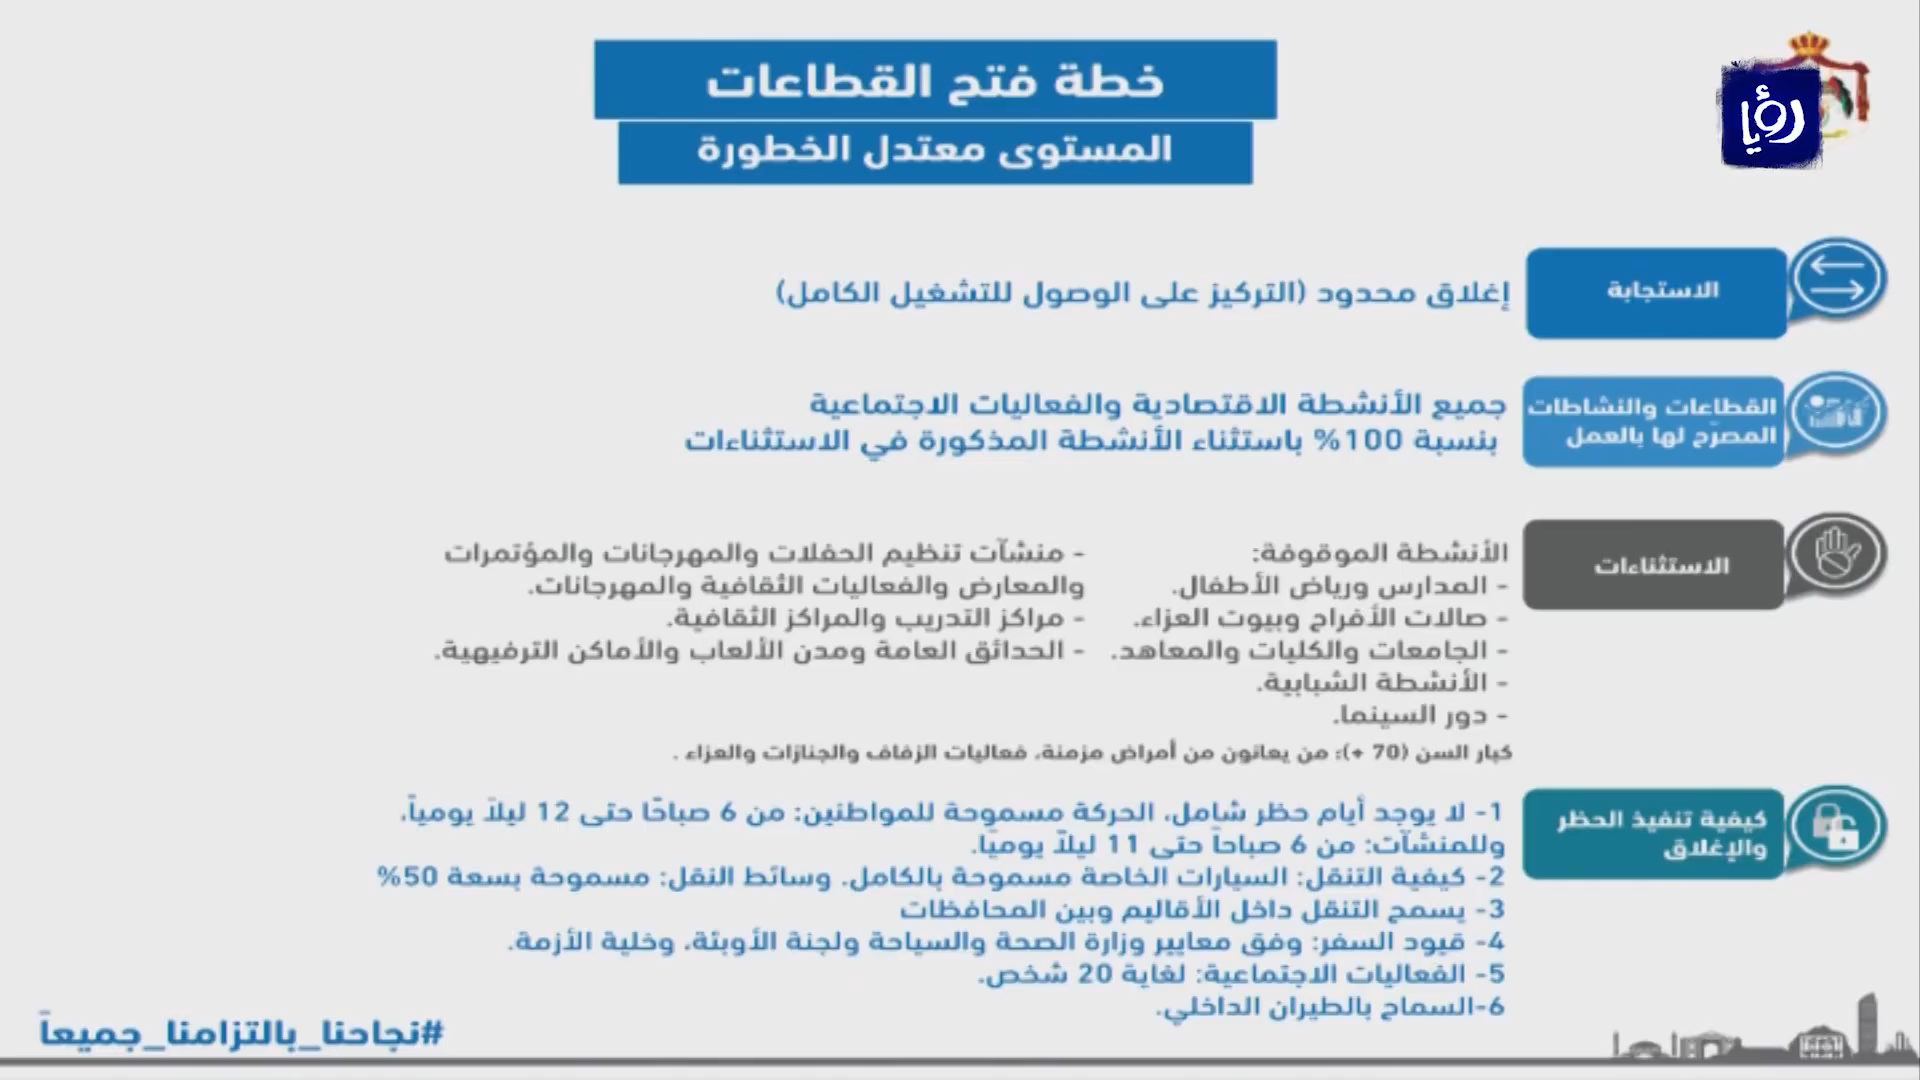 خطة فتح القطاعات
المستوى معتدل الخطورة
رؤيا
الاستجابة
إغلاق محدود (التركيز على الوصول للتشغيل الكامل)
القطاعات والنشاطات
المصرّح لها بالعمل
جميع الأنشطة الاقتصادية والفعاليات الاجتماعية
بنسبة 100% باستثناء الأنشطة المذكورة في الاستثناءات
الاستثناءات
الأنشطة الموقوفة:
- المدارس ورياض الأطفال.
- صالات الأفراح وبيوت العزاء.
- الجامعات والكليات والمعاهد.
- الأنشطة الشبابية.
- دور السينما.
- منشآت تنظيم الحفلات والمهرجانات والمؤتمرات
والمعارض والفعاليات الثقافية والمهرجانات.
- مراكز التدريب والمراكز الثقافية.
- الحدائق العامة ومدن الألعاب والأماكن الترفيهية.
كبار السن (70 +)؛ من يعانون من أمراض مزمنة، فعاليات الزفاف والجنازات والعزاء .
كيفية تنفيذ الحظر
والإغلاق
1- لا يوجد أيام حظر شامل، الحركة مسموحة للمواطنين: من 6 صباحًا حتى 12 ليلاً يومياً،
وللمنشآت: من 6 صباحاً حتى 11 ليلاً يومياً.
2- كيفية التنقل: السيارات الخاصة مسموحة بالكامل، وسائط النقل: مسموحة بسعة 50%
3- يسمح التنقل داخل الأقاليم وبين المحافظات
4- قيود السفر: وفق معايير وزارة الصحة والسياحة ولجنة الأوبئة، وخلية الأزمة.
5- الفعاليات الاجتماعية: لغاية 20 شخص.
6-السماح بالطيران الداخلي.
#نجاحنا_بالتزامنا_جميعاً